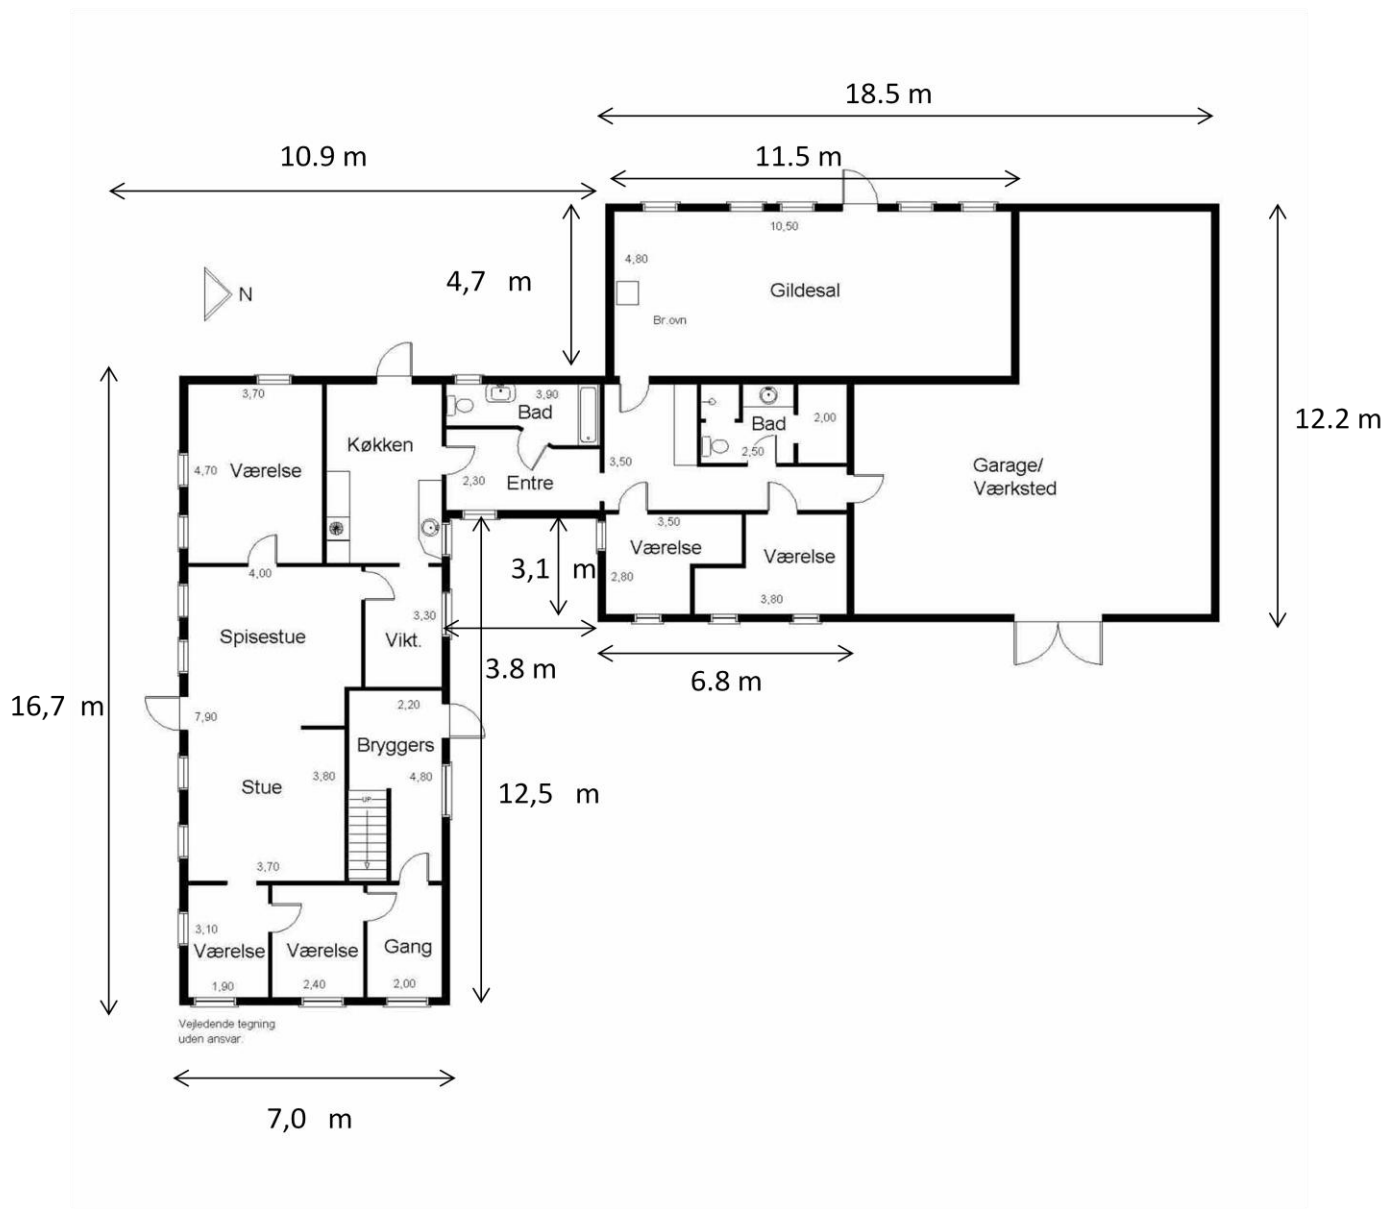 18.5 m
10.9 m
11.5 m
10,50
4,80
4,7 m
Gildesal
N
Br.ovn
3,70
3,90
Bad
2,00
12.2 m
Køkken
Bad
4,70
Værelse
3,50
2,50
2,30
Entre
Garage/
Værksted
3,50
Værelse
Værelse
3,1 m
4,00
2,80
3,80
3,30
Spisestue
Vikt.
3.8 m
6.8 m
16,7 m
7,90
2,20
Bryggers
3,80
4,80
Stue
12,5 m
UP
3,70
3,10
Værelse
Værelse
Gang
1,90
2,40
2,00
Vejledende tegning
uden ansvar.
7,0 m